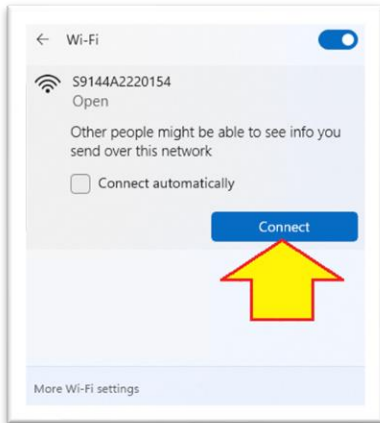 Wi-Fi
S9144A2220154
Open
Other people might be able to see info you
send over this network
Connect automatically
Connect
More Wi-Fi settings